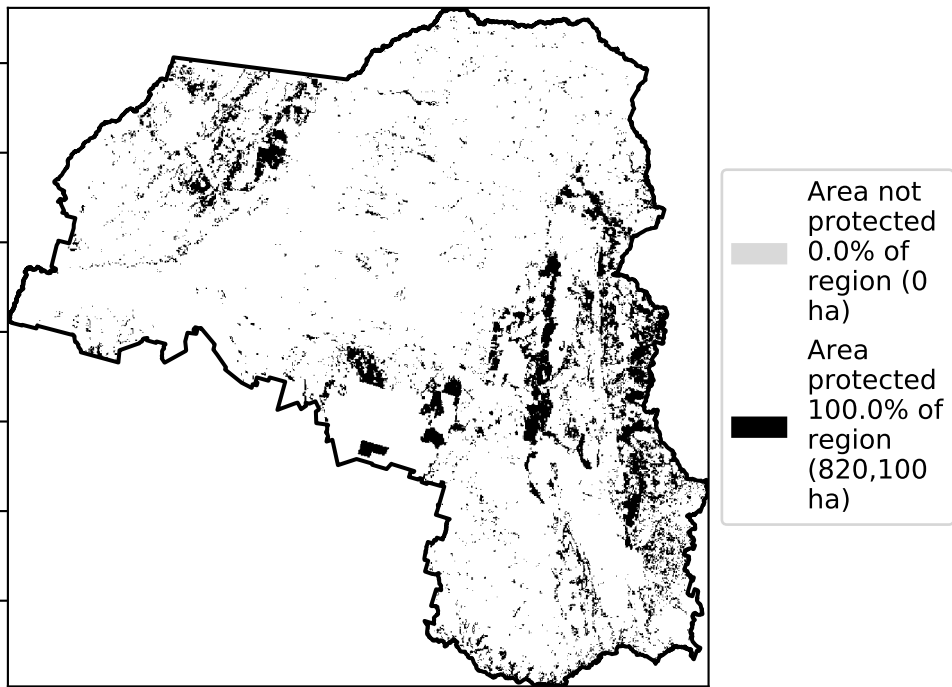 Area not
protected
0.0% of
region (0
ha)
Area
protected
100.0% of
region
(820,100
ha)